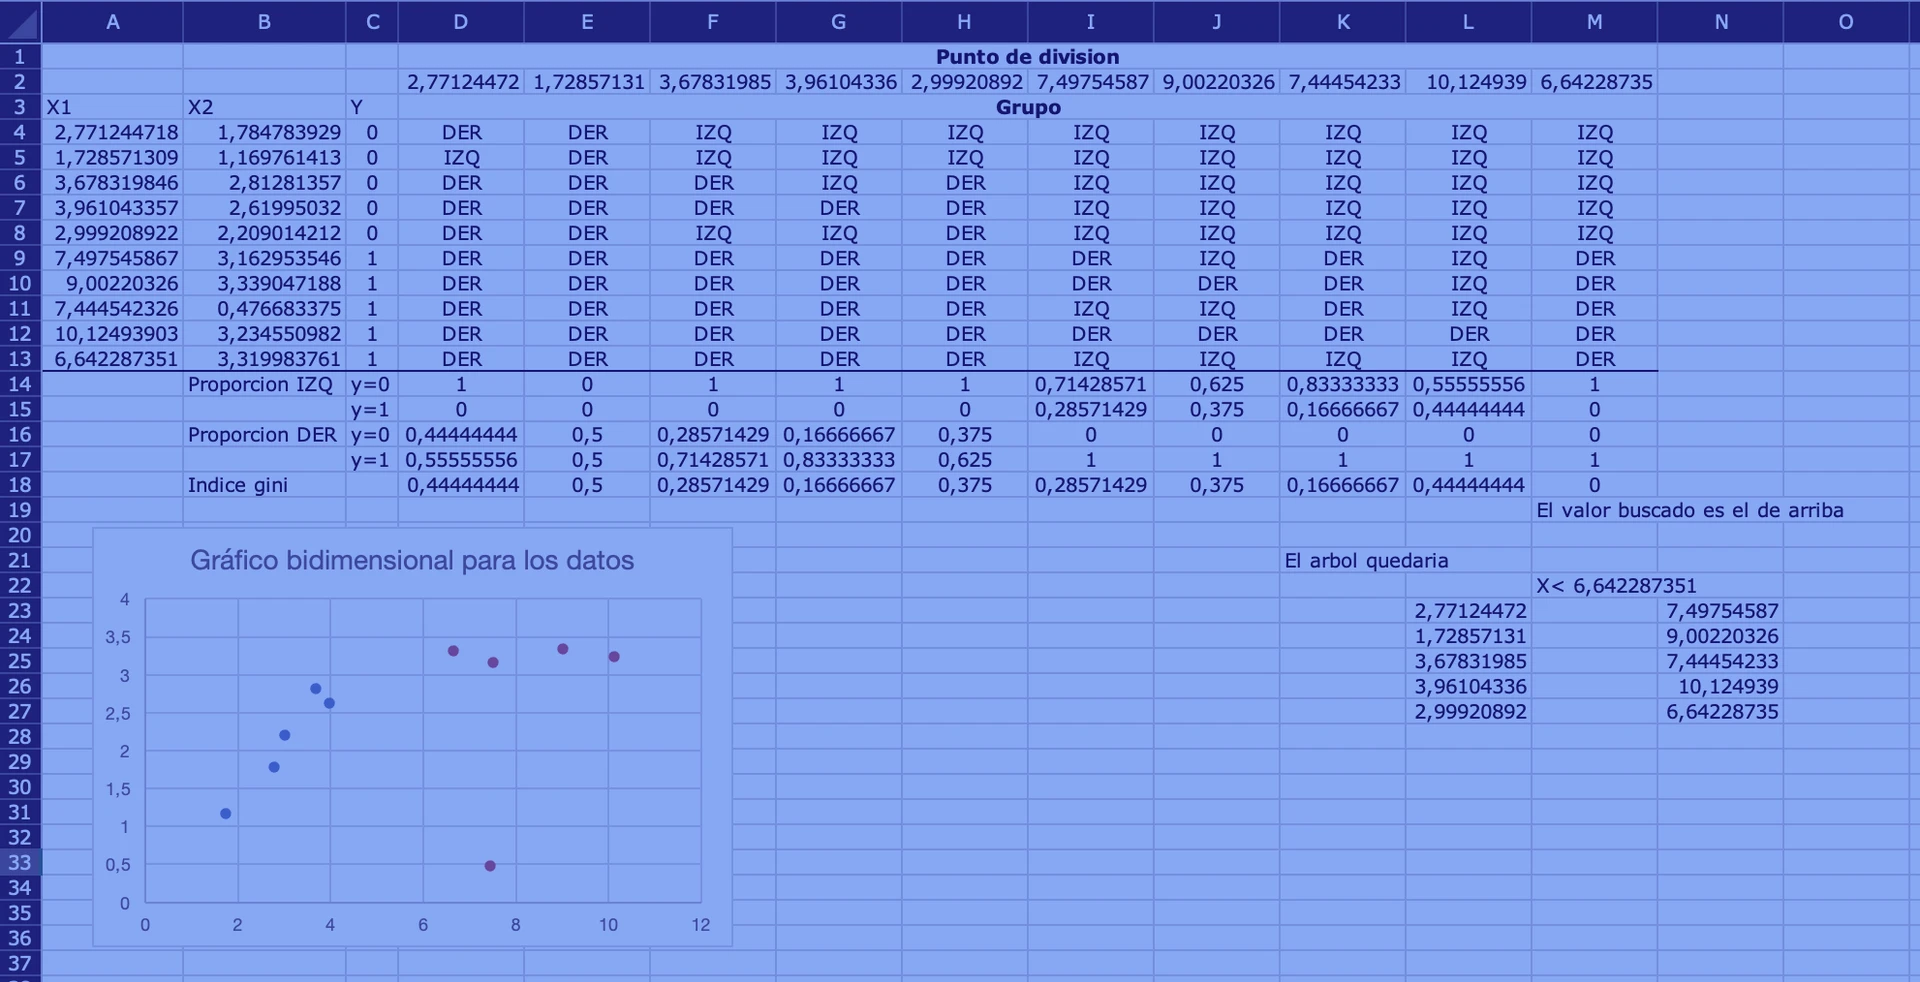 A B C D E F G H I J K L M N O
1 Punto de division
2 2,77124472 1,72857131 3,67831985 3,96104336 2,99920892 7,49754587 9,00220326 7,44454233 10,124939 6,64228735
3 X1 X2 Y Grupo
4 2,771244718 1,784783929 0 DER DER IZQ IZQ IZQ IZQ IZQ IZQ IZQ IZQ
5 1,728571309 1,169761413 0 IZQ DER IZQ IZQ IZQ IZQ IZQ IZQ IZQ IZQ
6 3,678319846 2,81281357 0 DER DER DER IZQ DER IZQ IZQ IZQ IZQ IZQ
7 3,961043357 2,61995032 0 DER DER DER DER DER IZQ IZQ IZQ IZQ IZQ
8 2,999208922 2,209014212 0 DER DER IZQ IZQ DER IZQ IZQ IZQ IZQ IZQ
9 7,497545867 3,162953546 1 DER DER DER DER DER DER IZQ DER IZQ DER
10 9,00220326 3,339047188 1 DER DER DER DER DER DER DER DER IZQ DER
11 7,444542326 0,476683375 1 DER DER DER DER DER IZQ IZQ DER IZQ DER
12 10,12493903 3,234550982 1 DER DER DER DER DER DER DER DER DER DER
13 6,642287351 3,319983761 1 DER DER DER DER DER IZQ IZQ IZQ IZQ DER
14 Proporcion IZQ y=0 1 0 1 1 1 0,71428571 0,625 0,83333333 0,55555556 1
15 y=1 0 0 0 0 0 0,28571429 0,375 0,16666667 0,44444444 0
16 Proporcion DER y=0 0,44444444 0,5 0,28571429 0,16666667 0,375 0 0 0 0 0
17 y=1 0,55555556 0,5 0,71428571 0,83333333 0,625 1 1 1 1 1
18 Indice gini 0,44444444 0,5 0,28571429 0,16666667 0,375 0,28571429 0,375 0,16666667 0,44444444 0
19 El valor buscado es el de arriba
20
21 El arbol quedaria
22 X< 6,642287351
23 2,77124472 7,49754587
24 1,72857131 9,00220326
25 3,67831985 7,44454233
26 3,96104336 10,124939
27 2,99920892 6,64228735
28
29
30
31
32
33
34
35
36
37
Gráfico bidimensional para los datos
4
3,5
3
2,5
2
1,5
1
0,5
0
0 2 4 6 8 10 12